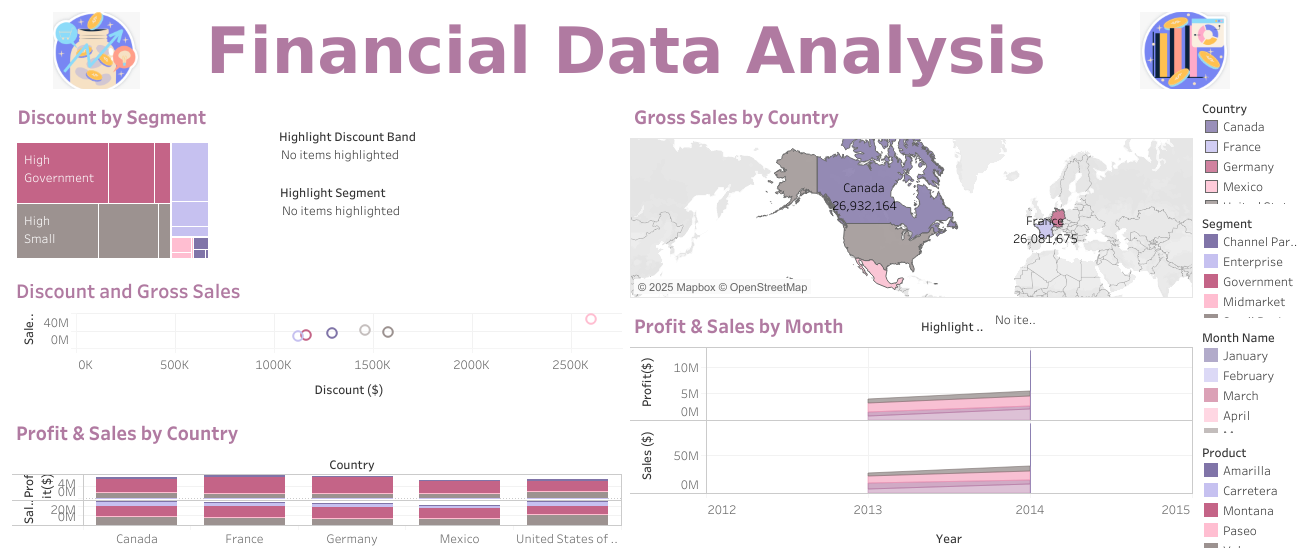 Financial Data Analysis
Discount by Segment
High
Government
High
Small
Highlight Discount Band
No items highlighted
Highlight Segment
No items highlighted
Discount and Gross Sales
Sale..
40M
0M
0K
500K
1000K
1500K
2000K
2500K
Discount ($)
Profit & Sales by Country
Country
Prof
it($)
4M
0M
Sal..
20M
0M
Canada
France
Germany
Mexico
United States of ..
Gross Sales by Country
Canada
26,932,164
France
26,081,675
© 2025 Mapbox © OpenStreetMap
Profit & Sales by Month
Highlight ..
No ite..
Profit($)
10M
5M
0M
Sales ($)
50M
0M
2012
2013
2014
2015
Year
Country
Canada
France
Germany
Mexico
Segment
Channel Par..
Enterprise
Government
Midmarket
Month Name
January
February
March
April
Product
Amarilla
Carretera
Montana
Paseo